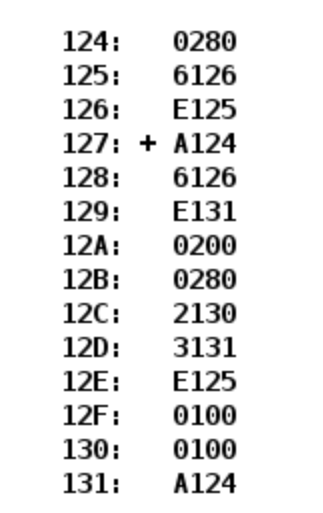 124: 0280
125: 6126
126: E125
127: + A124
128: 6126
129: E131
12A: 0200
12B: 0280
12C: 2130
12D: 3131
12E: E125
12F: 0100
130: 0100
131: A124